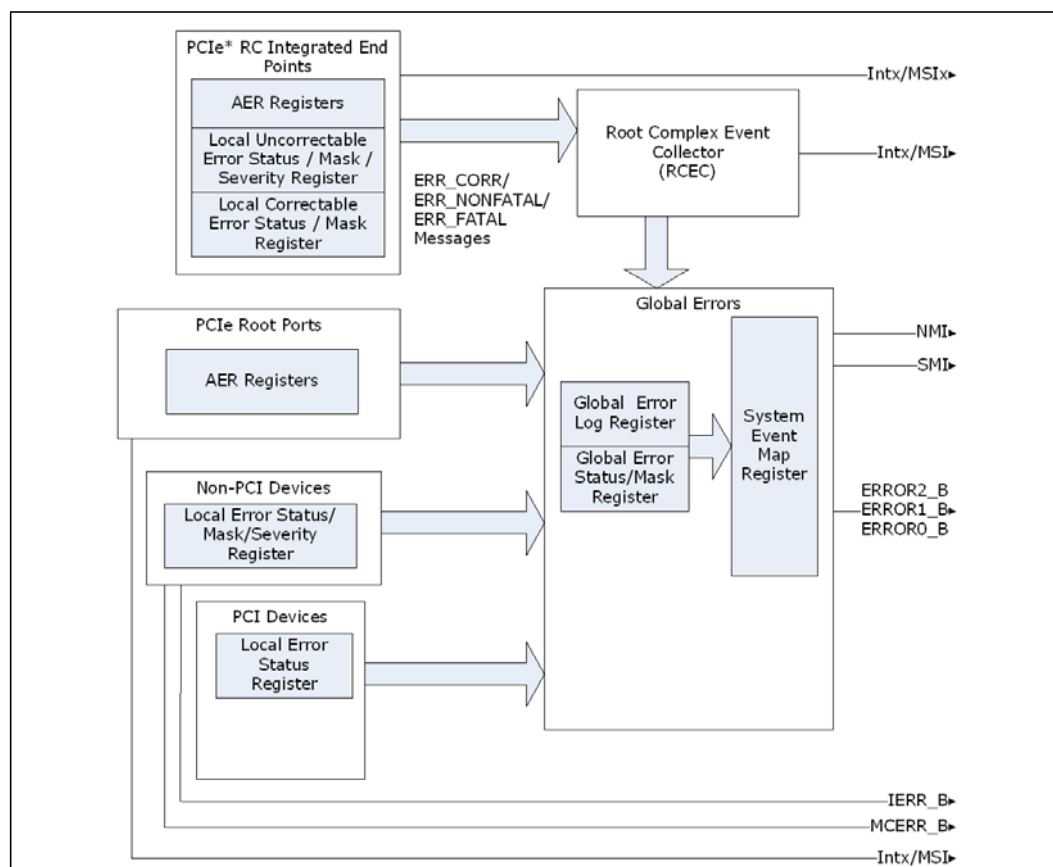 PCIe* RC Integrated End
Points
AER Registers
Local Uncorrectable
Error Status / Mask /
Severity Register
Local Correctable
Error Status / Mask
Register
ERR_CORR/
ERR_NONFATAL/
ERR_FATAL
Messages
Root Complex Event
Collector
(RCEC)
Intx/MSIx
Intx/MSI
PCIe Root Ports
AER Registers
Non-PCI Devices
Local Error Status/
Mask/Severity
Register
PCI Devices
Local Error
Status
Register
Global Errors
Global Error
Log Register
Global Error
Status/Mask
Register
System
Event
Map
Register
NMI
SMI
ERROR2_B
ERROR1_B
ERROR0_B
IERR_B
MCERR_B
Intx/MSI